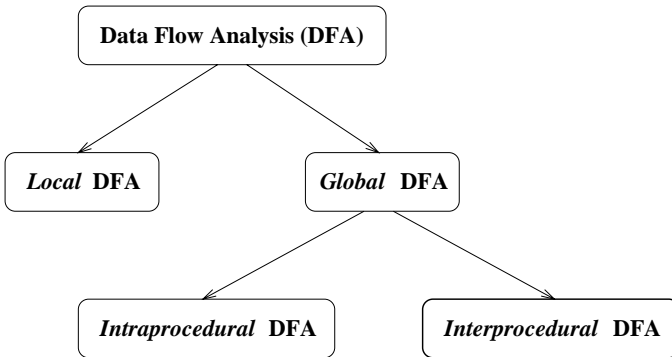 Data Flow Analysis (DFA)
Local DFA
Global DFA
Intraprocedural DFA
Interprocedural DFA